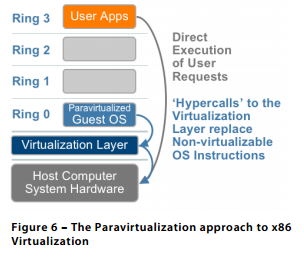 Ring 3
User Apps
Ring 2
Ring 1
Ring 0
Paravirtualized
Guest OS
Virtualization Layer
Host Computer
System Hardware
Direct
Execution
of User
Requests
‘Hypercalls’ to the
Virtualization
Layer replace
Non-virtualizable
OS Instructions
Figure 6 – The Paravirtualization approach to x86
Virtualization